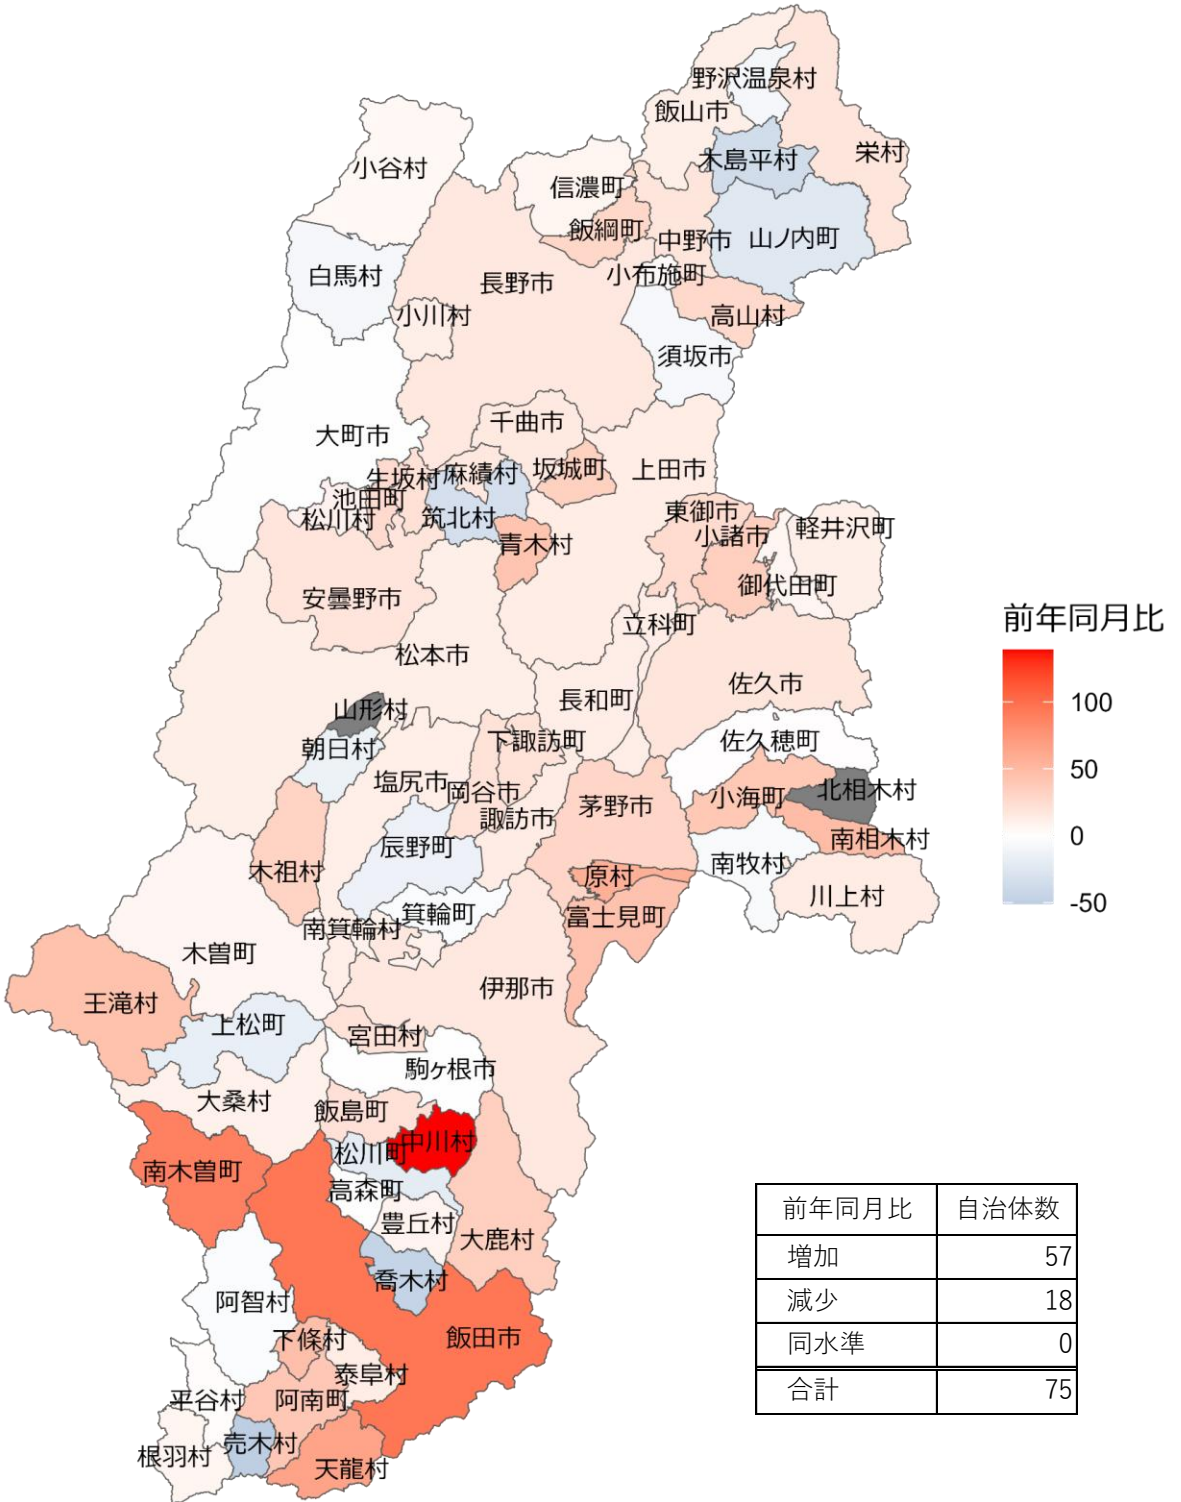 野沢温泉村
飯山市
木島平村
栄村
小谷村
信濃町
飯綱町
中野市
山ノ内町
白馬村
長野市
小布施町
小川村
高山村
須坂市
千曲市
大町市
上田市
坂城町
生坂村
麻績村
池田町
松川村
筑北村
東御市
小諸市
軽井沢町
青木村
御代田町
安曇野市
立科町
松本市
佐久市
長和町
山形村
朝日村
下諏訪町
佐久穂町
塩尻市
岡谷市
諏訪市
茅野市
小海町
北相木村
南相木村
辰野町
南牧村
木祖村
原村
川上村
箕輪町
富士見町
南箕輪村
木曽町
伊那市
王滝村
上松町
宮田村
駒ヶ根市
大桑村
飯島町
中川村
松川町
南木曽町
高森町
豊丘村
大鹿村
喬木村
阿智村
下條村
飯田市
泰阜村
平谷村
阿南町
売木村
根羽村
天龍村
前年同月比
100
50
0
-50
前年同月比 自治体数
増加 57
減少 18
同水準 0
合計 75